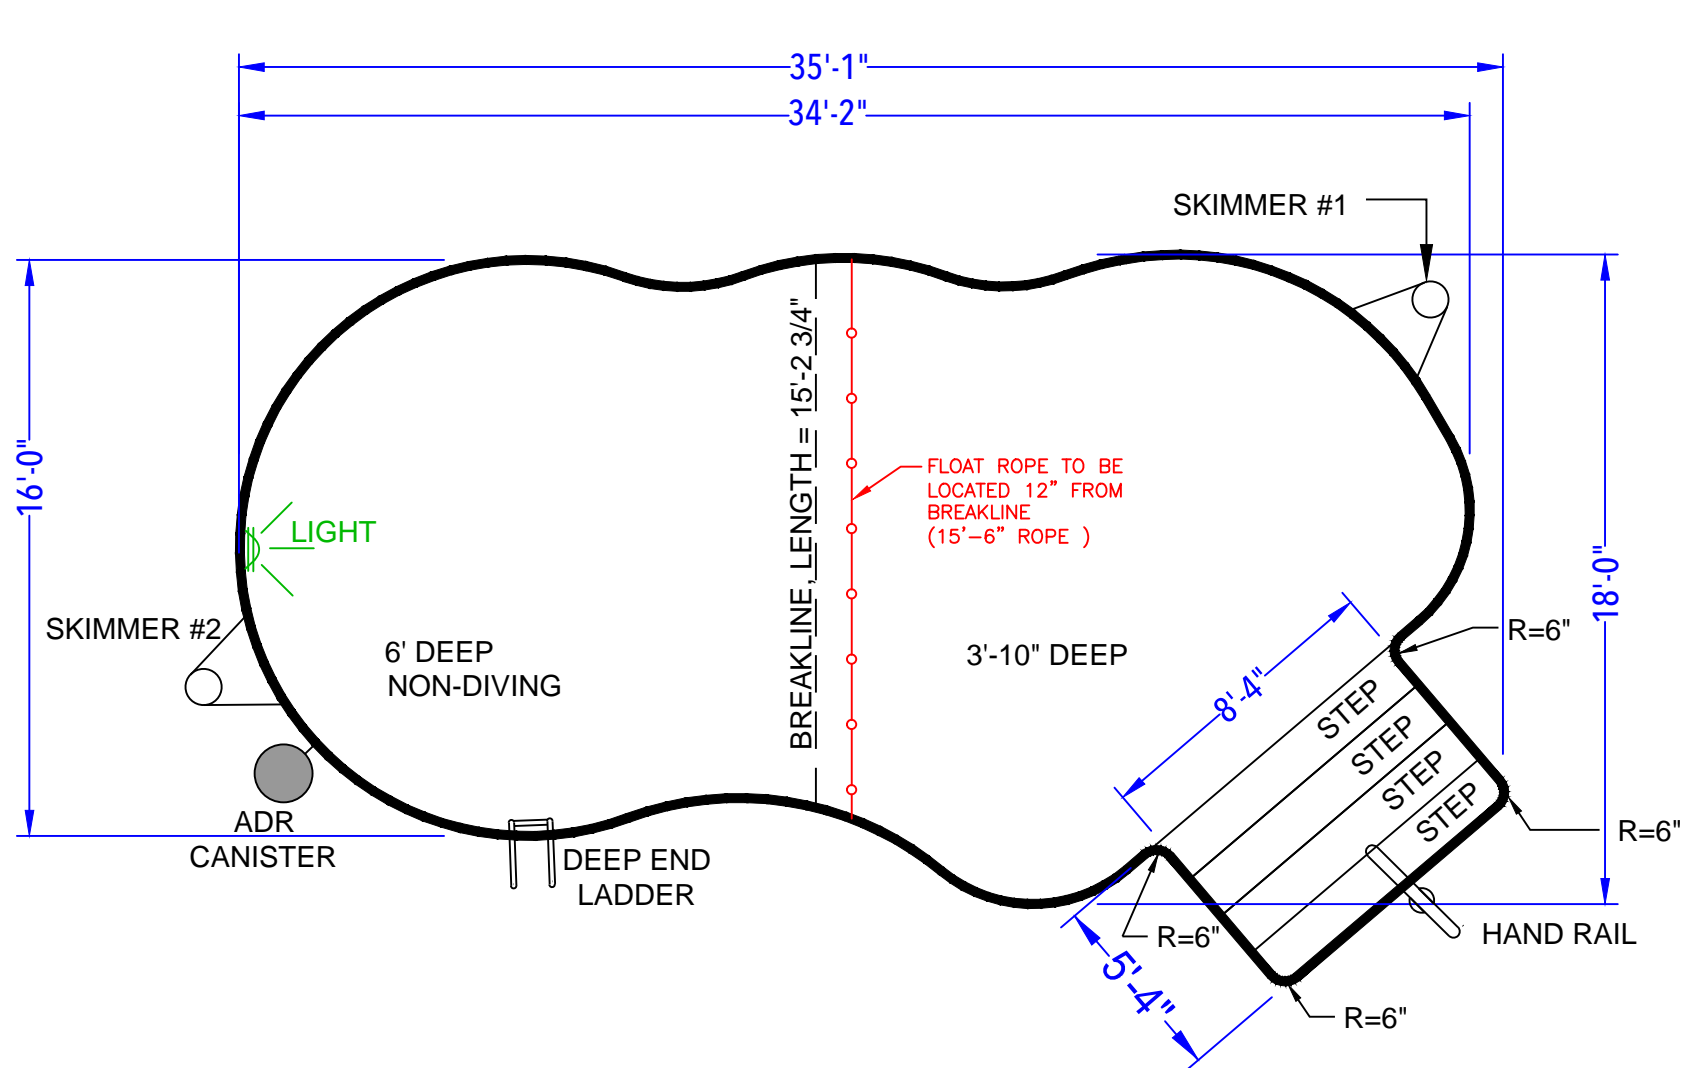 35'-1"
34'-2"
SKIMMER #1
16'-0"
BREAKLINE, LENGTH = 15'-2 3/4"
FLOAT ROPE TO BE
LOCATED 12” FROM
BREAKLINE
(15’–6” ROPE )
LIGHT
18'-0"
SKIMMER #2
6' DEEP
NON-DIVING
3'-10" DEEP
R=6"
8'-4"
STEP
STEP
STEP
STEP
R=6"
ADR
CANISTER
DEEP END
LADDER
R=6"
HAND RAIL
5'-4"
R=6"